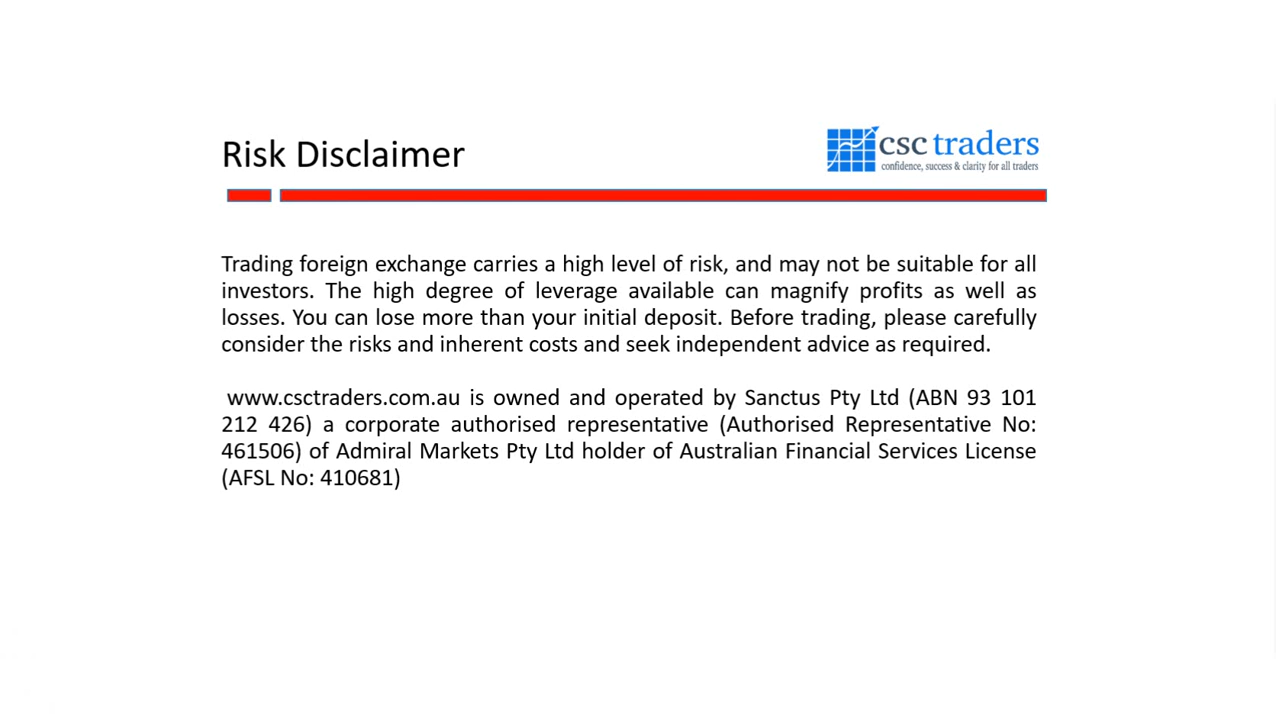 Risk Disclaimer
csc traders
confidence, success & clarity for all traders
Trading foreign exchange carries a high level of risk, and may not be suitable for all
investors. The high degree of leverage available can magnify profits as well as
losses. You can lose more than your initial deposit. Before trading, please carefully
consider the risks and inherent costs and seek independent advice as required.
www.csctraders.com.au is owned and operated by Sanctus Pty Ltd (ABN 93 101
212 426) a corporate authorised representative (Authorised Representative No:
461506) of Admiral Markets Pty Ltd holder of Australian Financial Services License
(AFSL No: 410681)